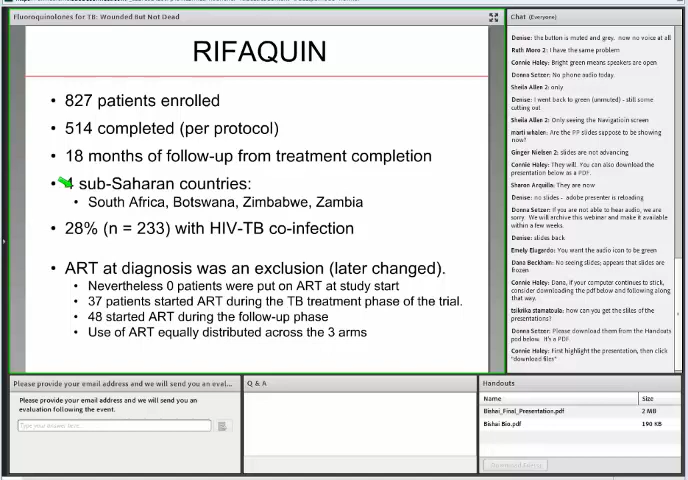 Fluoroquinolones for TB: Wounded But Not Dead
RIFAQUIN
• 827 patients enrolled
• 514 completed (per protocol)
• 18 months of follow-up from treatment completion
• 4 sub-Saharan countries:
• South Africa, Botswana, Zimbabwe, Zambia
• 28% (n = 233) with HIV-TB co-infection
• ART at diagnosis was an exclusion (later changed).
• Nevertheless 0 patients were put on ART at study start
• 37 patients started ART during the TB treatment phase of the trial.
• 48 started ART during the follow-up phase
• Use of ART equally distributed across the 3 arms
Chat (Everyone)
Denise: the button is muted and grey. now no voice at all
Ruth Moro 2: I have the same problem
Connie Haley: Bright green means speakers are open
Donna Setzer: No phone audio today.
Sheila Allen 2: only
Denise: I went back to green (unmuted) - still some
cutting out
Sheila Allen 2: Only seeing the Navigatioin screen
marti whalen: Are the PP slides suppose to be showing
now?
Ginger Nielsen 2: slides are not advancing
Connie Haley: They will. You can also download the
presentation below as a PDF.
Sharon Acquilla: They are now
Denise: no slides - adobe presenter is reloading
Donna Setzer: If you are not able to hear audio, we are
sorry. We will archive this webinar and make it available
within a few weeks.
Denise: slides back
Emely Elugardo: You want the audio icon to be green
Dana Beckham: No seeing slides; appears that slides are
frozen
Connie Haley: Dana, if your computer continues to stick,
consider downloading the pdf below and following along
that way.
tsikrika stamatoula: how can you get the slides of the
presentations?
Donna Setzer: Please download them from the Handouts
pod below. It's a PDF.
Connie Haley: First highlight the presentation, then click
"download files"
Please provide your email address and we will send you an eval...
Please provide your email address and we will send you an
evaluation following the event.
Type your answer here...
Q & A
Handouts
Name Size
Bishai_Final_Presentation.pdf 2 MB
Bishai Bio.pdf 190 KB
Download File(s)